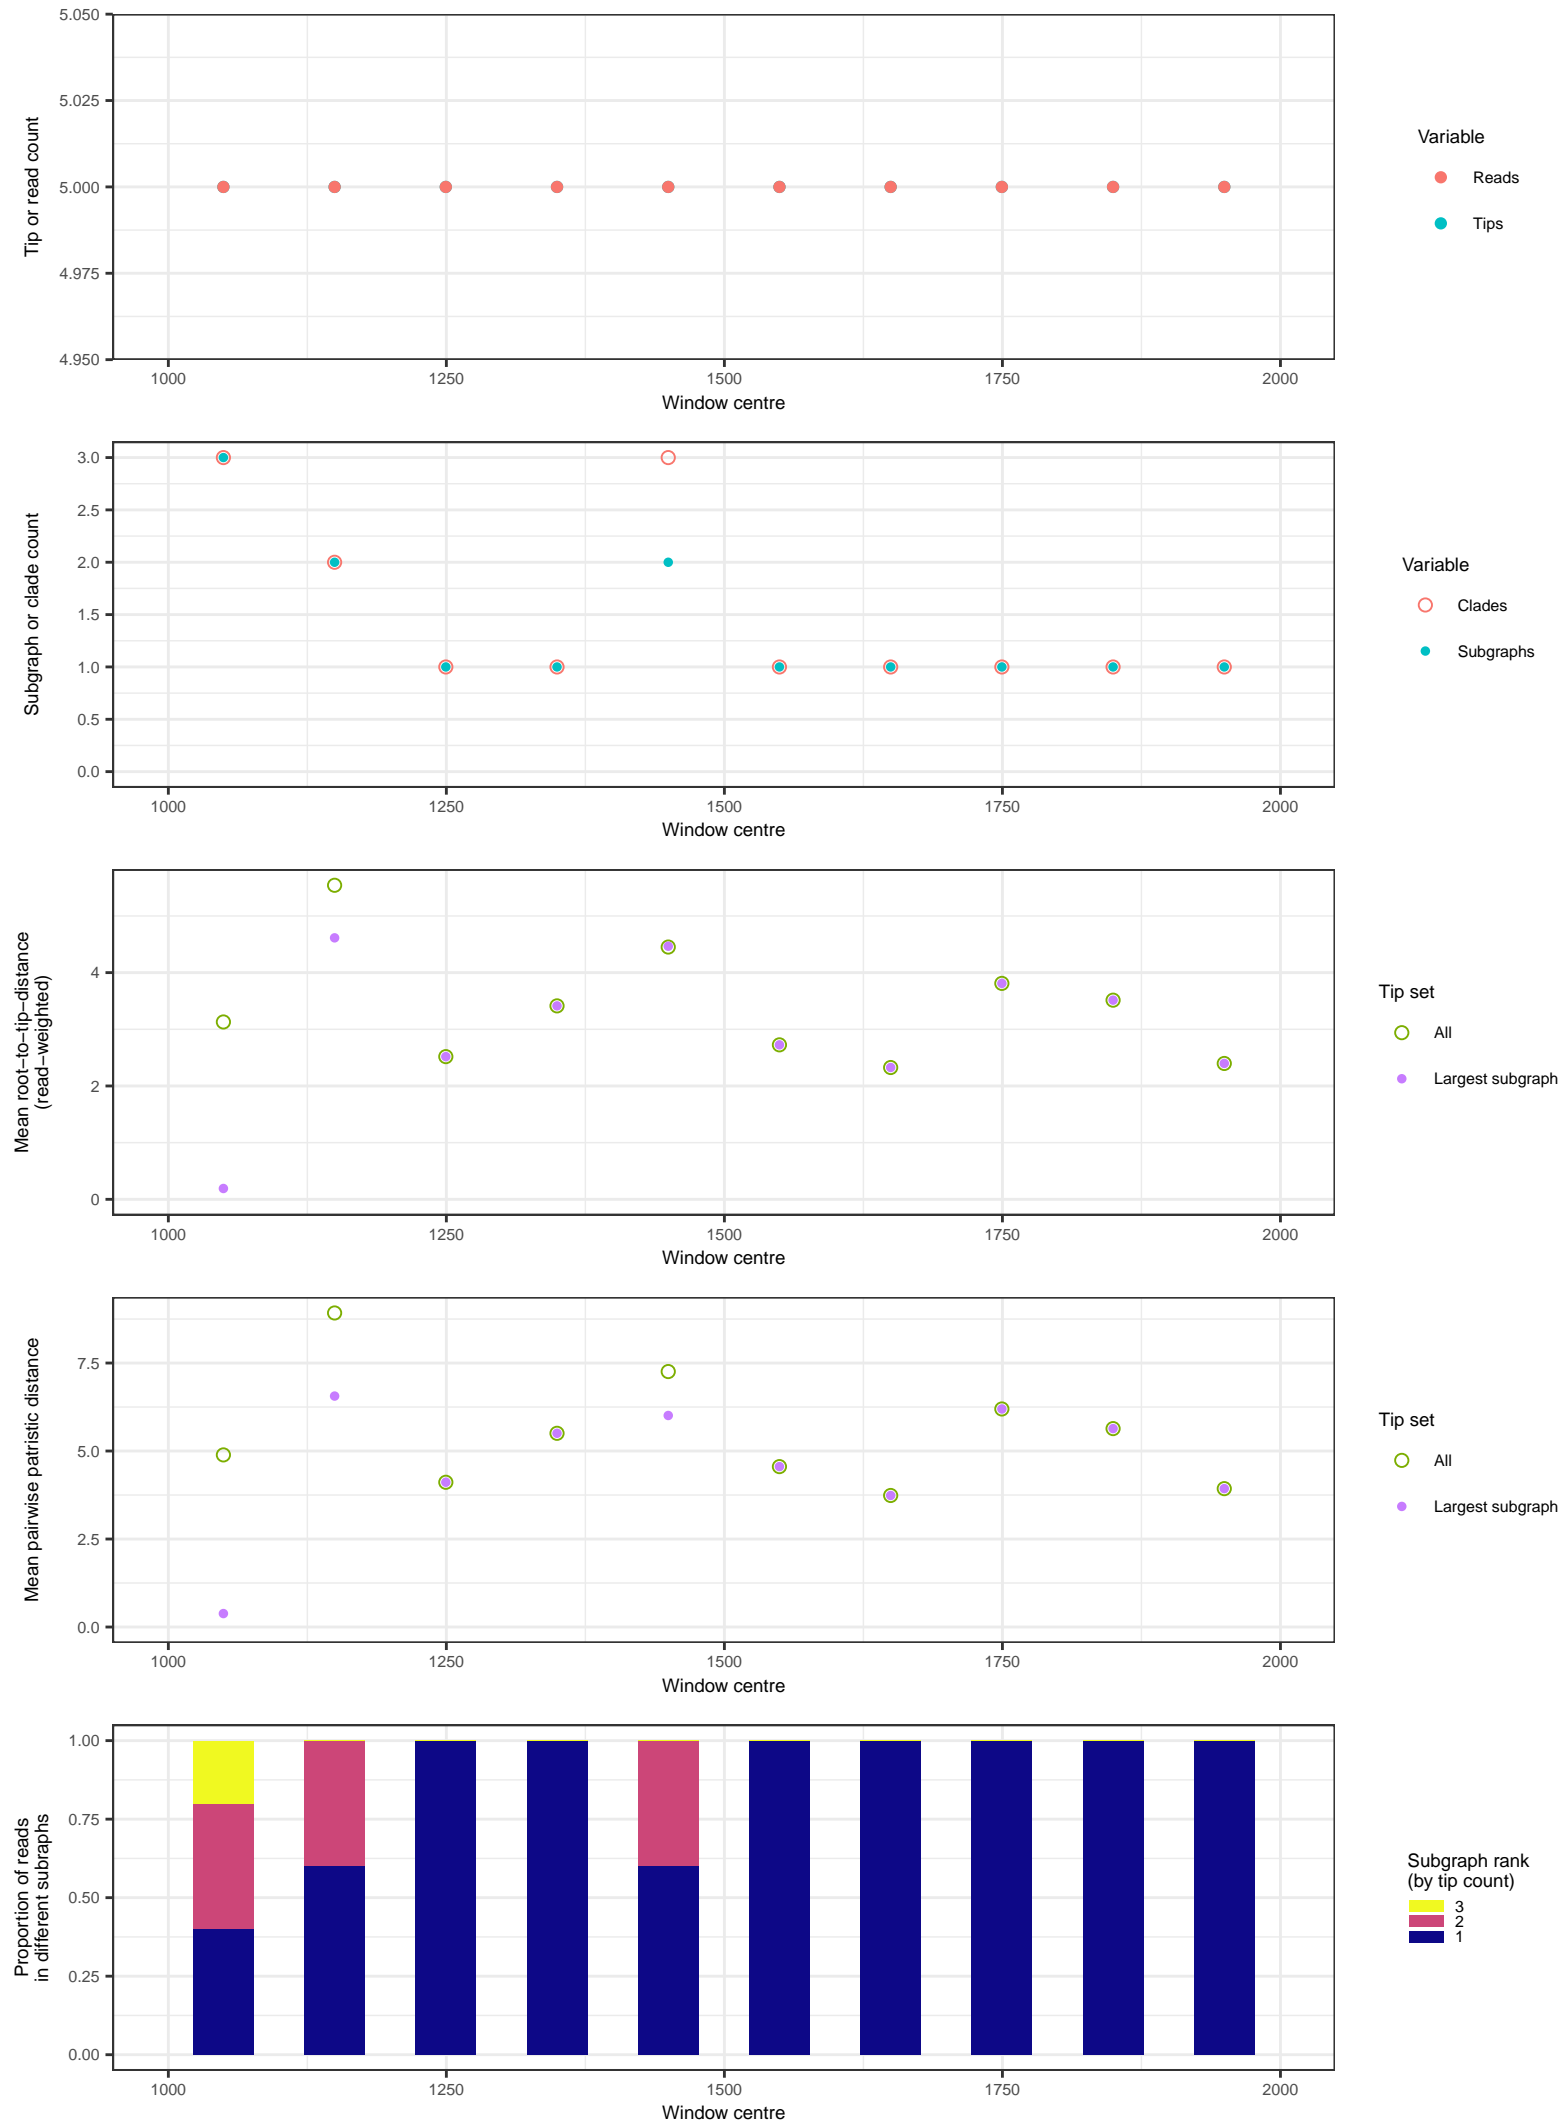 5.050
5.025
5.000
4.975
4.950
Tip or read count
1000 1250 1500 1750 2000
Window centre
Variable
Reads
Tips
3.0
2.5
2.0
1.5
1.0
0.5
0.0
Subgraph or clade count
1000 1250 1500 1750 2000
Window centre
Variable
Clades
Subgraphs
4
2
0
Mean root−to−tip−distance
(read−weighted)
1000 1250 1500 1750 2000
Window centre
Tip set
All
Largest subgraph
7.5
5.0
2.5
0.0
Mean pairwise patristic distance
1000 1250 1500 1750 2000
Window centre
Tip set
All
Largest subgraph
1.00
0.75
0.50
0.25
0.00
Proportion of reads
in different subraphs
1000 1250 1500 1750 2000
Window centre
Subgraph rank
(by tip count)
3
2
1